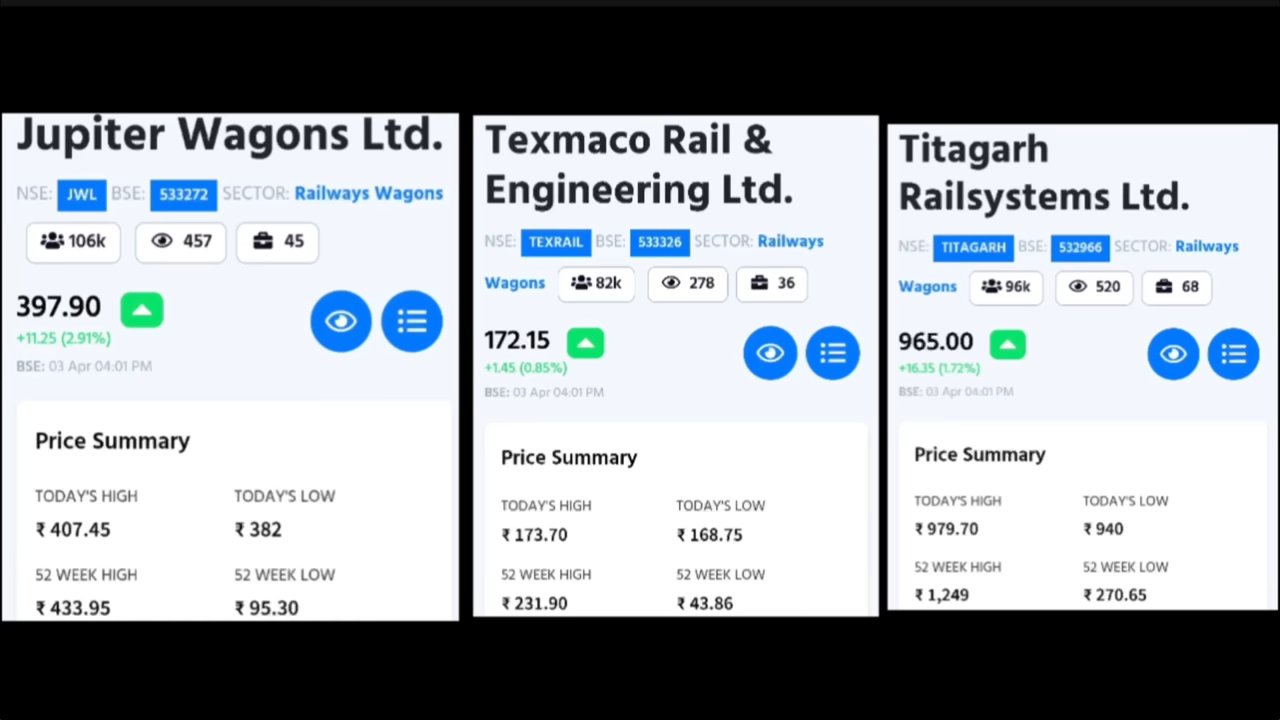 Jupiter Wagons Ltd.
NSE: JWL BSE: 533272 SECTOR: Railways Wagons
106k 457 45
397.90
+11.25 (2.91%)
BSE: 03 Apr 04:01 PM
Price Summary
TODAY'S HIGH TODAY'S LOW
₹ 407.45 ₹ 382
52 WEEK HIGH 52 WEEK LOW
₹ 433.95 ₹ 95.30
Texmaco Rail &
Engineering Ltd.
NSE: TEXRAIL BSE: 533326 SECTOR: Railways
Wagons 82k 278 36
172.15
+1.45 (0.85%)
BSE: 03 Apr 04:01 PM
Price Summary
TODAY'S HIGH TODAY'S LOW
₹ 173.70 ₹ 168.75
52 WEEK HIGH 52 WEEK LOW
₹ 231.90 ₹ 43.86
Titagarh
Railsystems Ltd.
NSE: TITAGARH BSE: 532966 SECTOR: Railways
Wagons 96k 520 68
965.00
+16.35 (1.72%)
BSE: 03 Apr 04:01 PM
Price Summary
TODAY'S HIGH TODAY'S LOW
₹ 979.70 ₹ 940
52 WEEK HIGH 52 WEEK LOW
₹ 1,249 ₹ 270.65